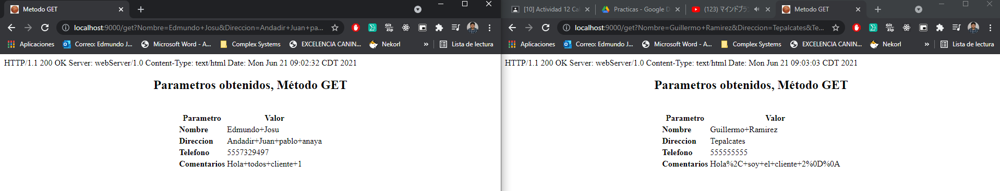 Metodo GET
localhost:9000/get?Nombre=Edmundo+Josu&Direccion=Andadir+Juan+pa...
Git zip
Aplicaciones Correo: Edmundo J... Microsoft Word - A... Complex Systems EXCELENCIA CANIN... Nekorl » Lista de lectura
HTTP/1.1 200 OK Server: webServer/1.0 Content-Type: text/html Date: Mon Jun 21 09:02:32 CDT 2021
Parametros obtenidos, Método GET
Parametro Valor
Nombre Edmundo+Josu
Direccion Andadir+Juan+pablo+anaya
Telefono 5557329497
Comentarios Hola+todos+cliente+1
[10] Actividad 12 Cal Practicas - Google D (123) マインドブラ Metodo GET
localhost:9000/get?Nombre=Guillermo+Ramirez&Direccion=Tepalcates&Te...
Git zip
Aplicaciones Correo: Edmundo J... Microsoft Word - A... Complex Systems EXCELENCIA CANIN... Nekorl » Lista de lectura
HTTP/1.1 200 OK Server: webServer/1.0 Content-Type: text/html Date: Mon Jun 21 09:03:03 CDT 2021
Parametros obtenidos, Método GET
Parametro Valor
Nombre Guillermo+Ramirez
Direccion Tepalcates
Telefono 555555555
Comentarios Hola%2C+soy+el+cliente+2%0D%0A